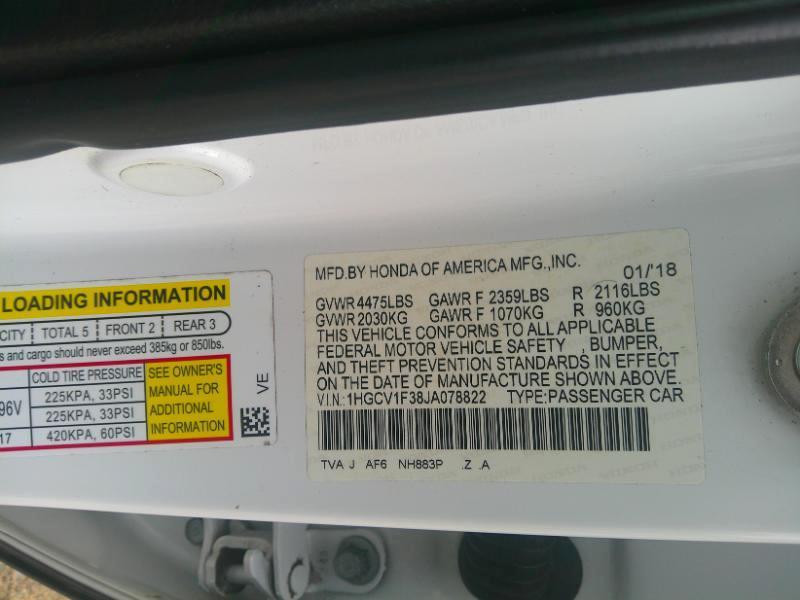 LOADING INFORMATION
CITY TOTAL 5 FRONT 2 REAR 3
s and cargo should never exceed 385kg or 850lbs.
COLD TIRE PRESSURE
96V 225KPA, 33PSI
225KPA, 33PSI
17 420KPA, 60PSI
SEE OWNER'S
MANUAL FOR
ADDITIONAL
INFORMATION
VE
MFD.BY HONDA OF AMERICA MFG.,INC. 01/'18
GVWR 4475LBS GAWR F 2359LBS R 2116LBS
GVWR 2030KG GAWR F 1070KG R 960KG
THIS VEHICLE CONFORMS TO ALL APPLICABLE
FEDERAL MOTOR VEHICLE SAFETY , BUMPER,
AND THEFT PREVENTION STANDARDS IN EFFECT
ON THE DATE OF MANUFACTURE SHOWN ABOVE.
V.I.N.:1HGCV1F38JA078822 TYPE:PASSENGER CAR
TVA J AF6 NH883P .Z .A